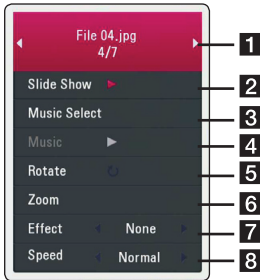 File 04.jpg
4/7
1
Slide Show
2
Music Select
3
Music
4
Rotate
5
Zoom
6
Effect
None
7
Speed
Normal
8